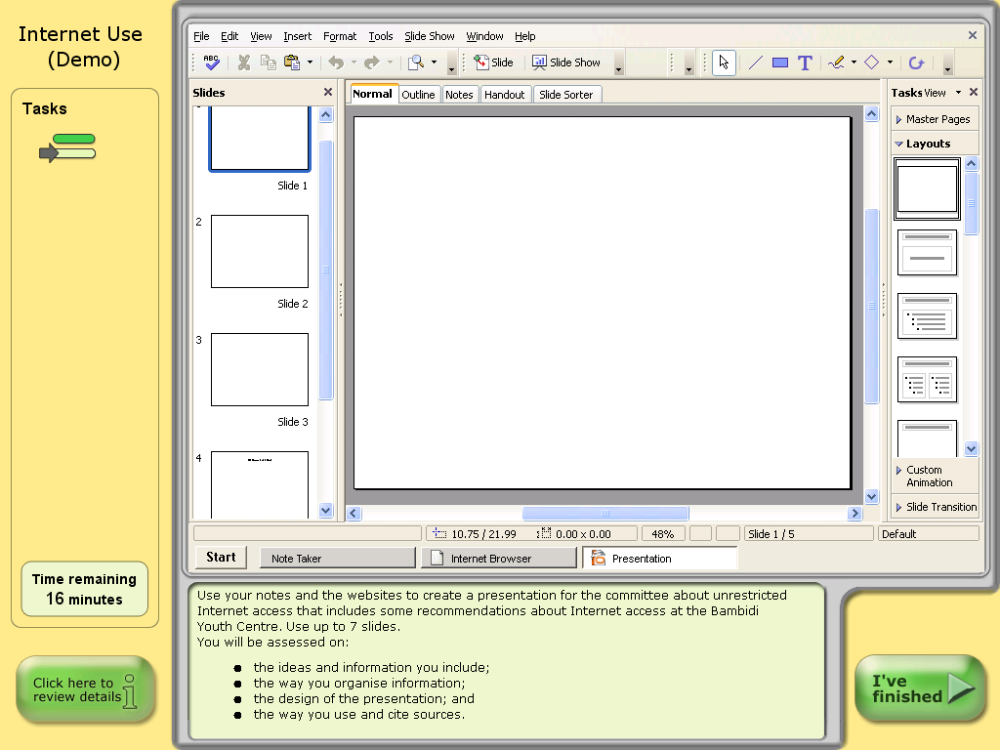 Internet Use
(Demo)
Tasks
Time remaining
16 minutes
Click here to
review details
File Edit View Insert Format Tools Slide Show Window Help
ABC Slide Slide Show T
Slides
Slide 1
2
Slide 2
3
Slide 3
4
Normal Outline Notes Handout Slide Sorter
Tasks View
Master Pages
Layouts
Custom
Animation
Slide Transition
10.75 / 21.99 0.00 x 0.00 48% Slide 1 / 5 Default
Start Note Taker Internet Browser Presentation
Use your notes and the websites to create a presentation for the committee about unrestricted
Internet access that includes some recommendations about Internet access at the Bambidi
Youth Centre. Use up to 7 slides.
You will be assessed on:
● the ideas and information you include;
● the way you organise information;
● the design of the presentation; and
● the way you use and cite sources.
I've
finished